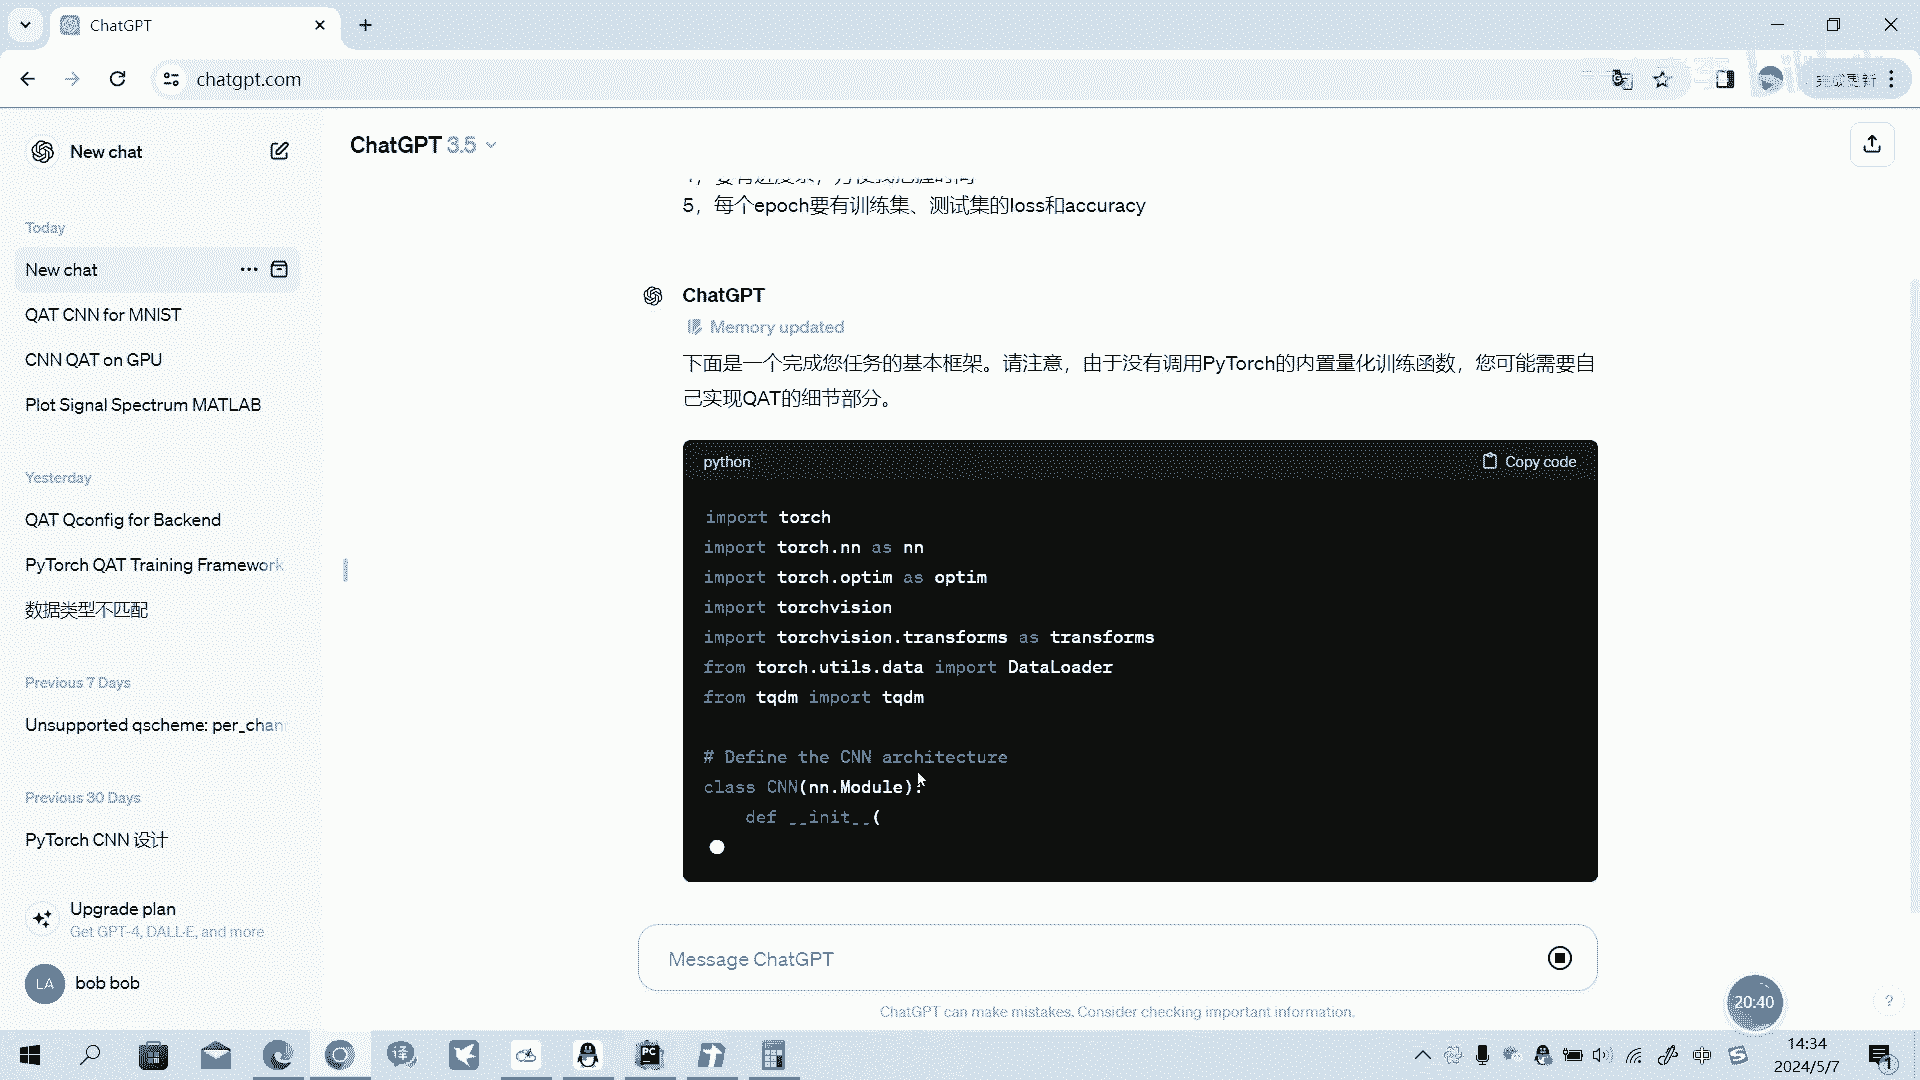 ChatGPT
chatgpt.com
完成更新
New chat
ChatGPT 3.5
Today
New chat
QAT CNN for MNIST
CNN QAT on GPU
Plot Signal Spectrum MATLAB
Yesterday
QAT Qconfig for Backend
PyTorch QAT Training Framework
数据类型不匹配
Previous 7 Days
Unsupported qscheme: per_chan
Previous 30 Days
PyTorch CNN 设计
Upgrade plan
Get GPT-4, DALL·E, and more
LA
bob bob
5，每个epoch要有训练集、测试集的loss和accuracy
ChatGPT
Memory updated
下面是一个完成您任务的基本框架。请注意，由于没有调用PyTorch的内置量化训练函数，您可能需要自
己实现QAT的细节部分。
python
Copy code
import torch
import torch.nn as nn
import torch.optim as optim
import torchvision
import torchvision.transforms as transforms
from torch.utils.data import DataLoader
from tqdm import tqdm
# Define the CNN architecture
class CNN(nn.Module):
def __init__(
Message ChatGPT
ChatGPT can make mistakes. Consider checking important information.
20:40
?
译
PC
中
14:34
2024/5/7
1